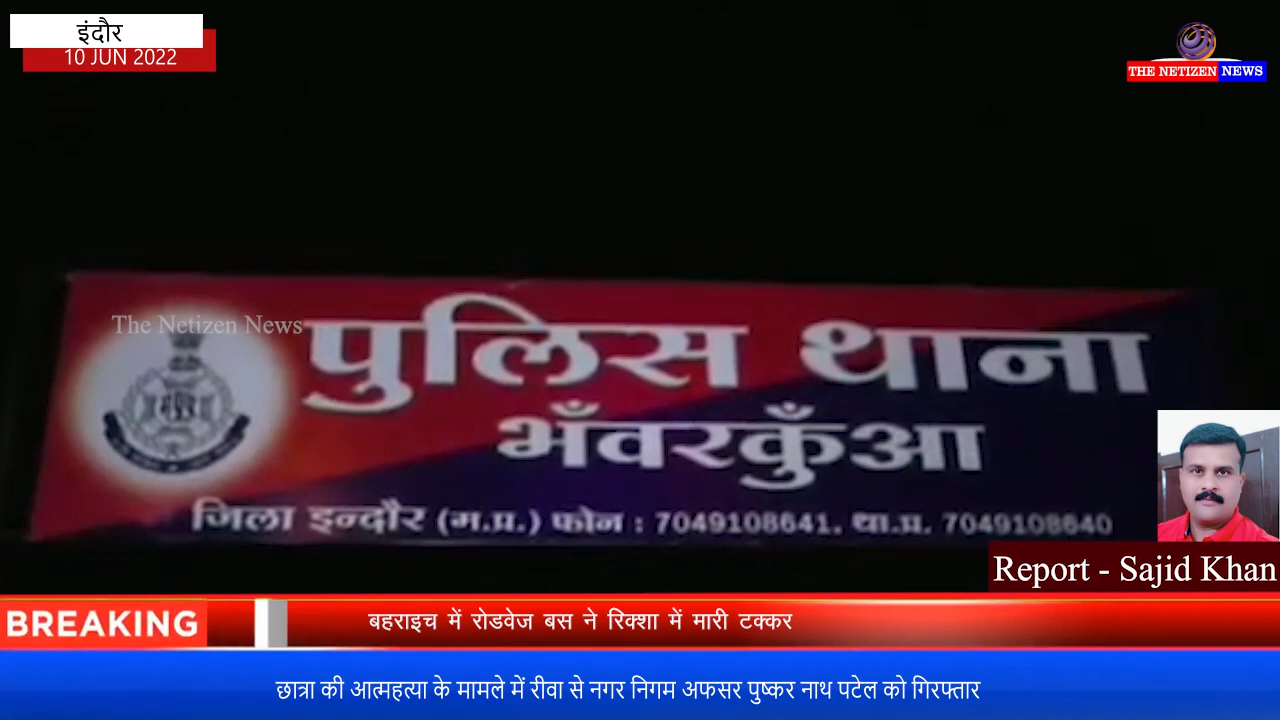 इंदौर
10 JUN 2022
THE NETIZEN NEWS
The Netizen News
पुलिस थाना
भँवरकुँआ
जिला इन्दौर (म.प्र.) फोन : 7049108641, था.प्र. 7049108640
Report - Sajid Khan
BREAKING
बहराइच में रोडवेज बस ने रिक्शा में मारी टक्कर
छात्रा की आत्महत्या के मामले में रीवा से नगर निगम अफसर पुष्कर नाथ पटेल को गिरफ्तार